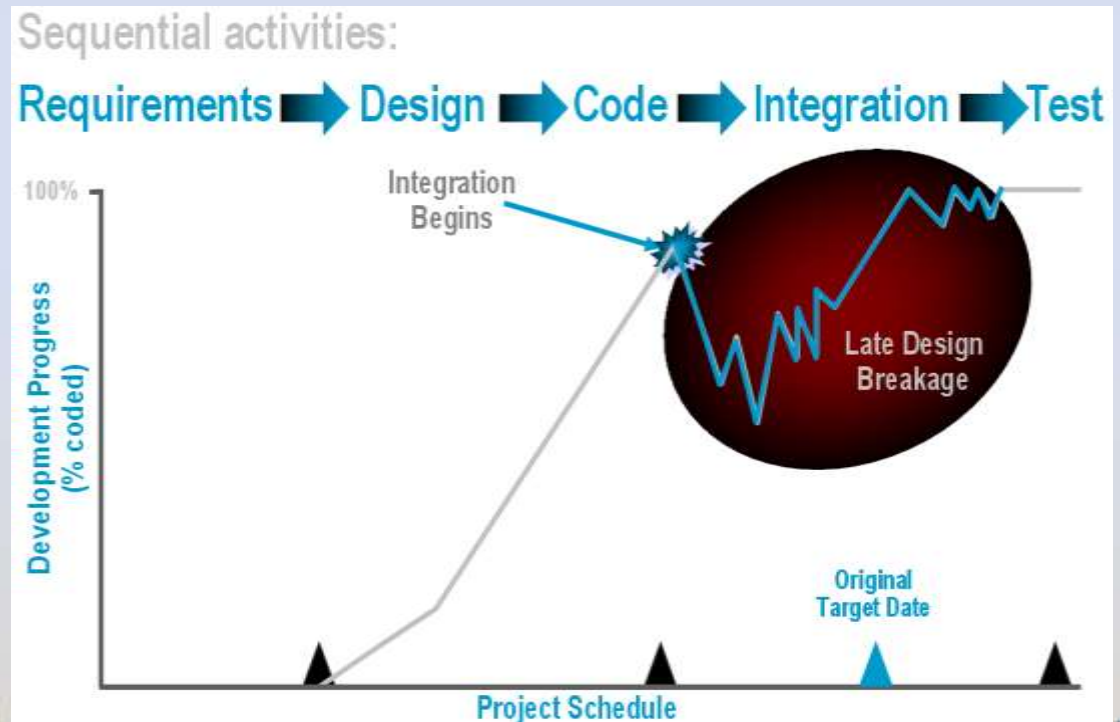 Sequential activities:
Requirements Design Code Integration Test
100%
Integration
Begins
Development Progress
(% coded)
Late Design
Breakage
Original
Target Date
Project Schedule